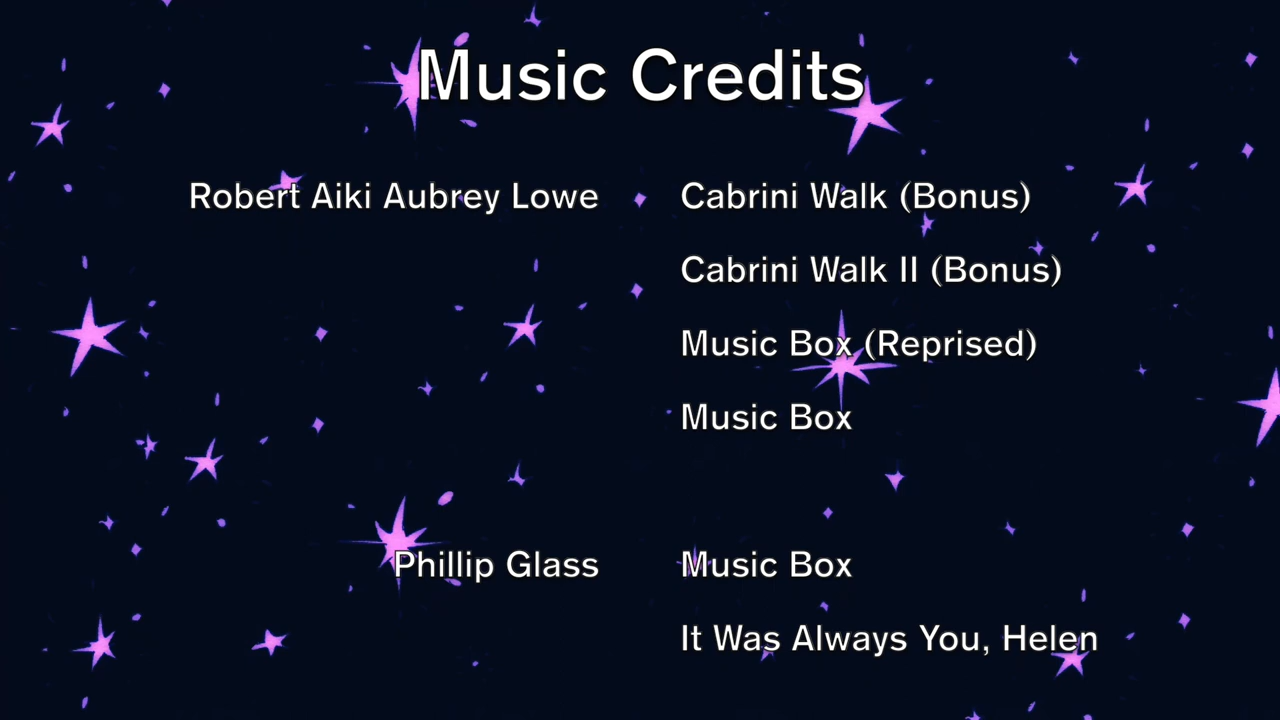 Music Credits
Robert Aiki Aubrey Lowe Cabrini Walk (Bonus)
Cabrini Walk II (Bonus)
Music Box (Reprised)
Music Box
Phillip Glass Music Box
It Was Always You, Helen